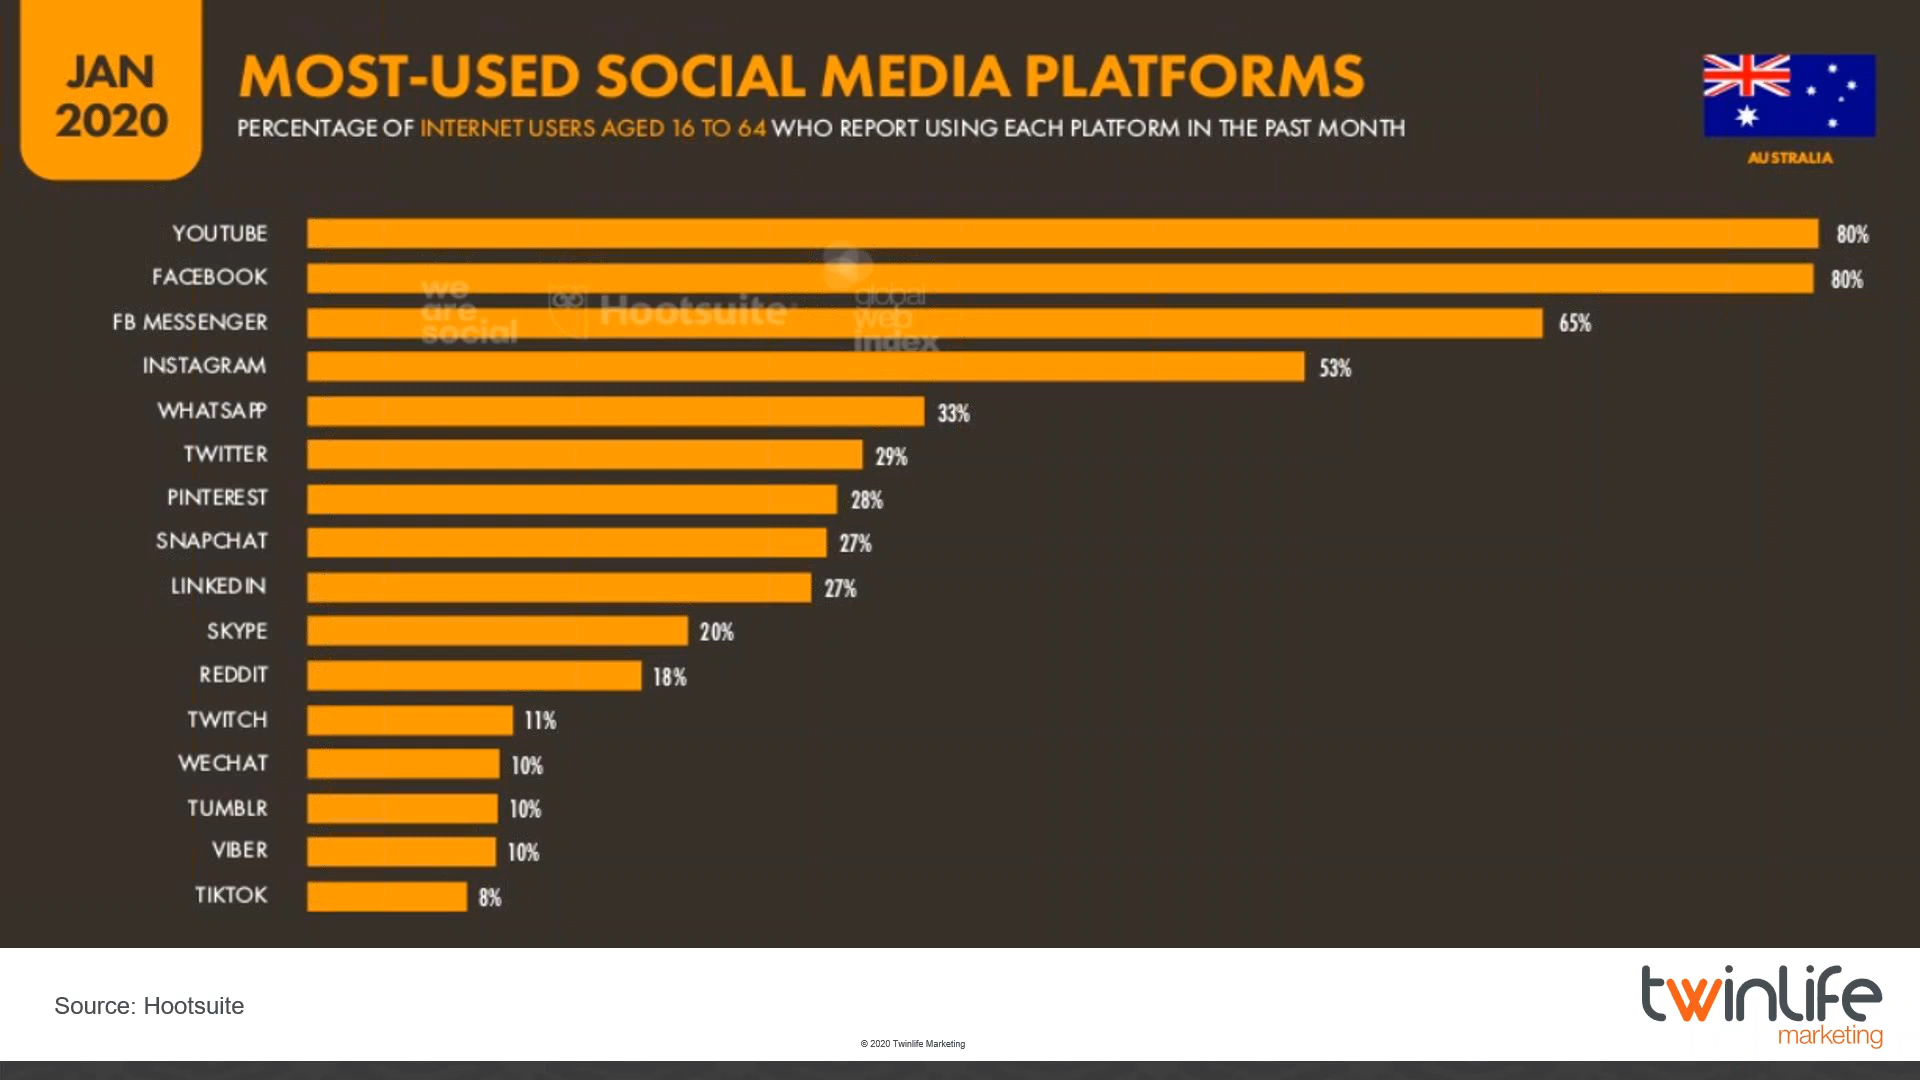 JAN
2020
MOST-USED SOCIAL MEDIA PLATFORMS
PERCENTAGE OF INTERNET USERS AGED 16 TO 64 WHO REPORT USING EACH PLATFORM IN THE PAST MONTH
AUSTRALIA
YOUTUBE 80%
FACEBOOK 80%
FB MESSENGER 65%
INSTAGRAM 53%
WHATSAPP 33%
TWITTER 29%
PINTEREST 28%
SNAPCHAT 27%
LINKEDIN 27%
SKYPE 20%
REDDIT 18%
TWITCH 11%
WECHAT 10%
TUMBLR 10%
VIBER 10%
TIKTOK 8%
we
are
social
Hootsuite
global
web
index
Source: Hootsuite
© 2020 Twinlife Marketing
twinlife
marketing